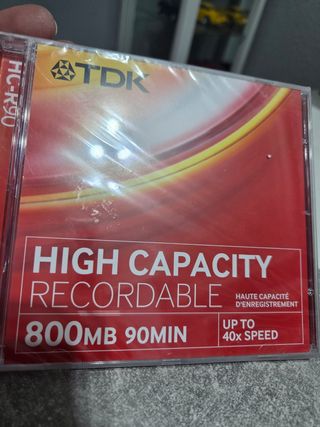 HC-R90
TDK
HIGH CAPACITY
RECORDABLE
HAUTE CAPACITÉ
D'ENREGISTREMENT
800MB 90MIN
UP TO
40x SPEED